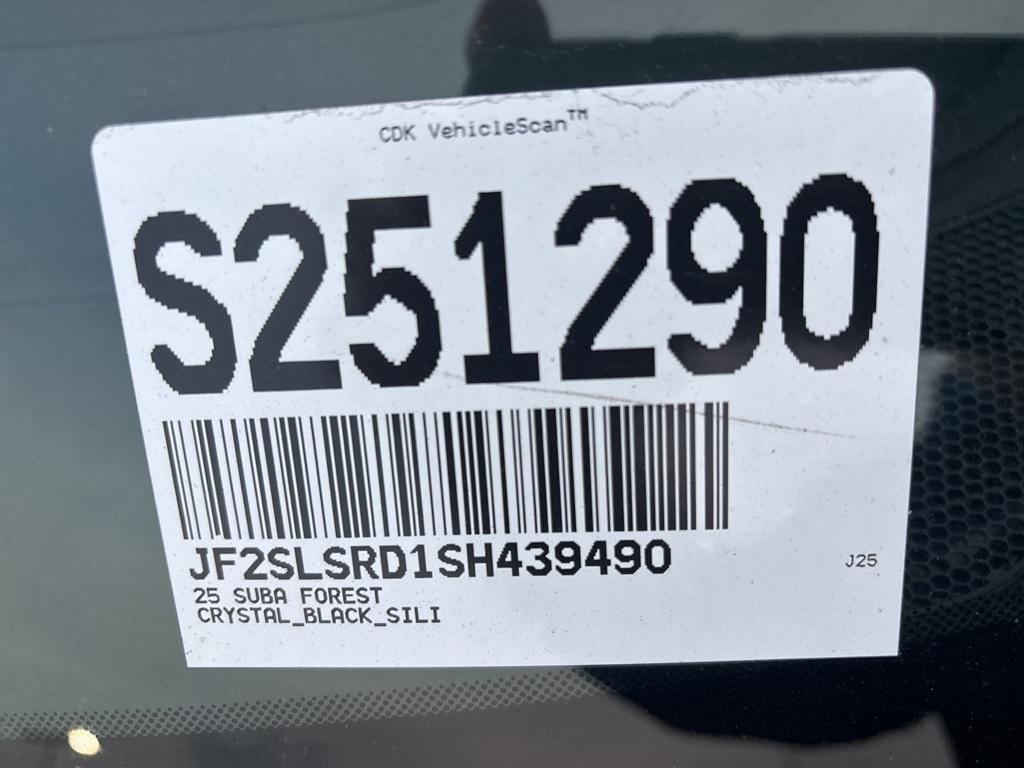 CDK VehicleScan™
S251290
JF2SLSRD1SH439490
J25
25 SUBA FOREST
CRYSTAL_BLACK_SILI